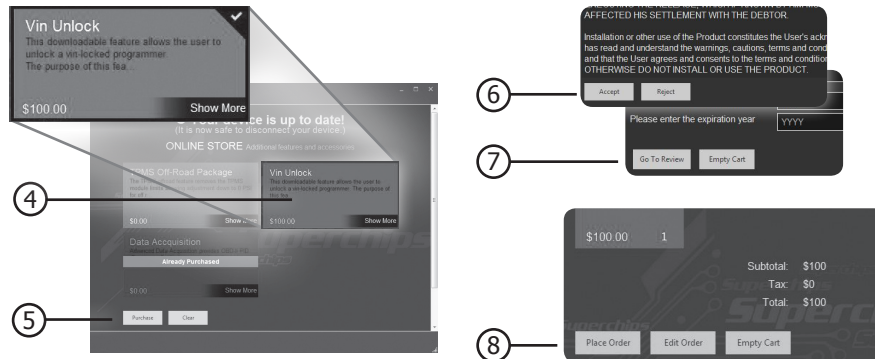 Vin Unlock
This downloadable feature allows the user to
unlock a vin-locked programmer.
The purpose of this fea...
$100.00
Show More
Your device is up to date!
(It is now safe to disconnect your device.)
ONLINE STORE Additional features and accessories
TPMS Off-Road Package
$0.00
Show More
Vin Unlock
This downloadable feature allows the user to
unlock a vin-locked programmer. The purpose of
this fea...
$100.00
Show More
Data Accquisition
Already Purchased
$0.00
Show More
Purchase
Clear
4
5
AFFECTED HIS SETTLEMENT WITH THE DEBTOR.
Installation or other use of the Product constitutes the User's ackn
has read and understand the warnings, cautions, terms and cond
and that the User agrees and consents to the terms and condition
OTHERWISE DO NOT INSTALL OR USE THE PRODUCT.
Accept
Reject
6
Please enter the expiration year
YYYY
Go To Review
Empty Cart
7
$100.00 1
Subtotal: $100
Tax: $0
Total: $100
Superchips
Place Order
Edit Order
Empty Cart
8